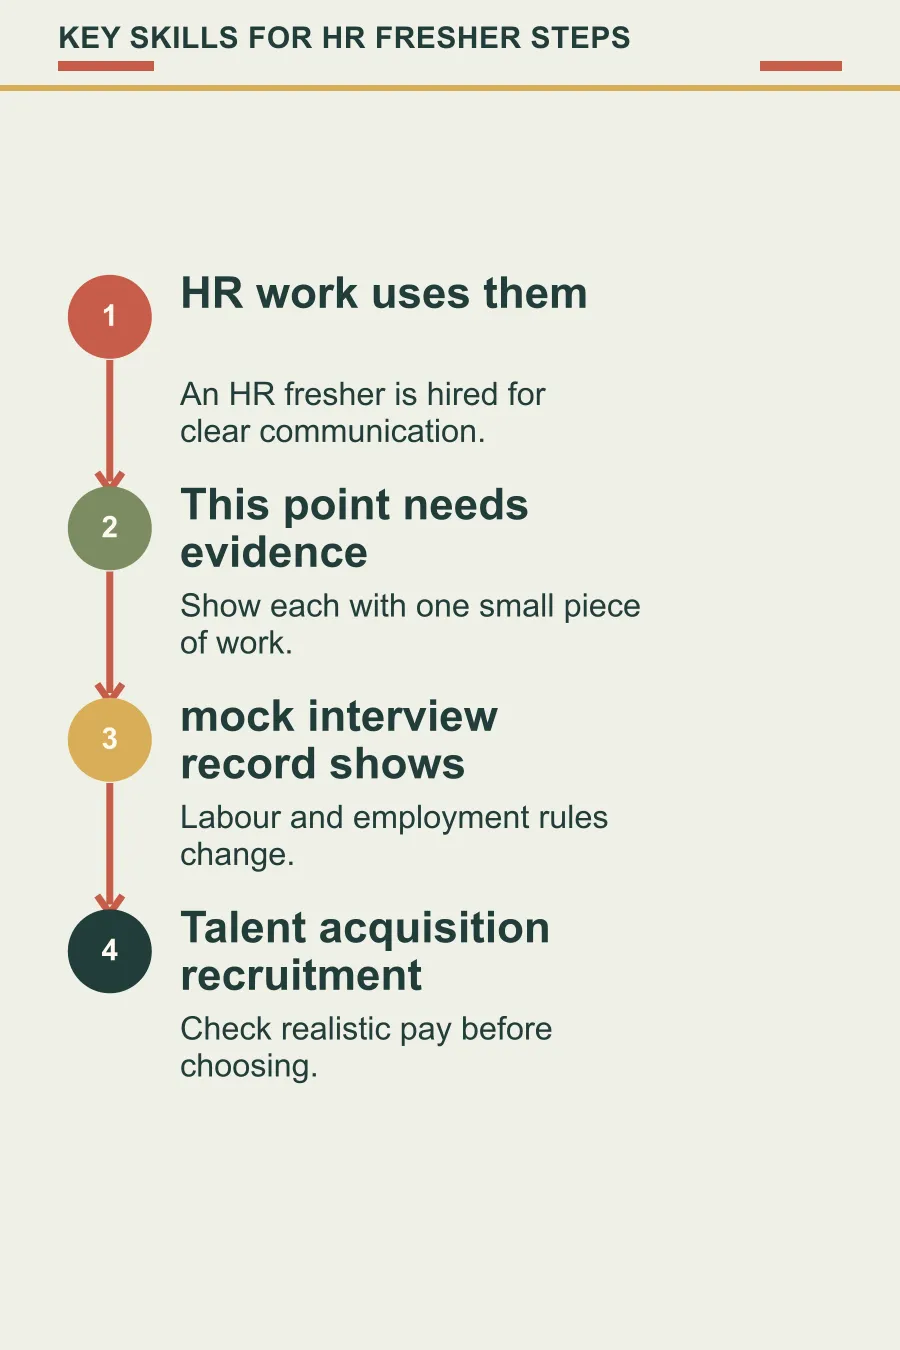 KEY SKILLS FOR HR FRESHER STEPS
1
HR work uses them
An HR fresher is hired for
clear communication.
2
This point needs
evidence
Show each with one small piece
of work.
3
mock interview
record shows
Labour and employment rules
change.
4
Talent acquisition
recruitment
Check realistic pay before
choosing.